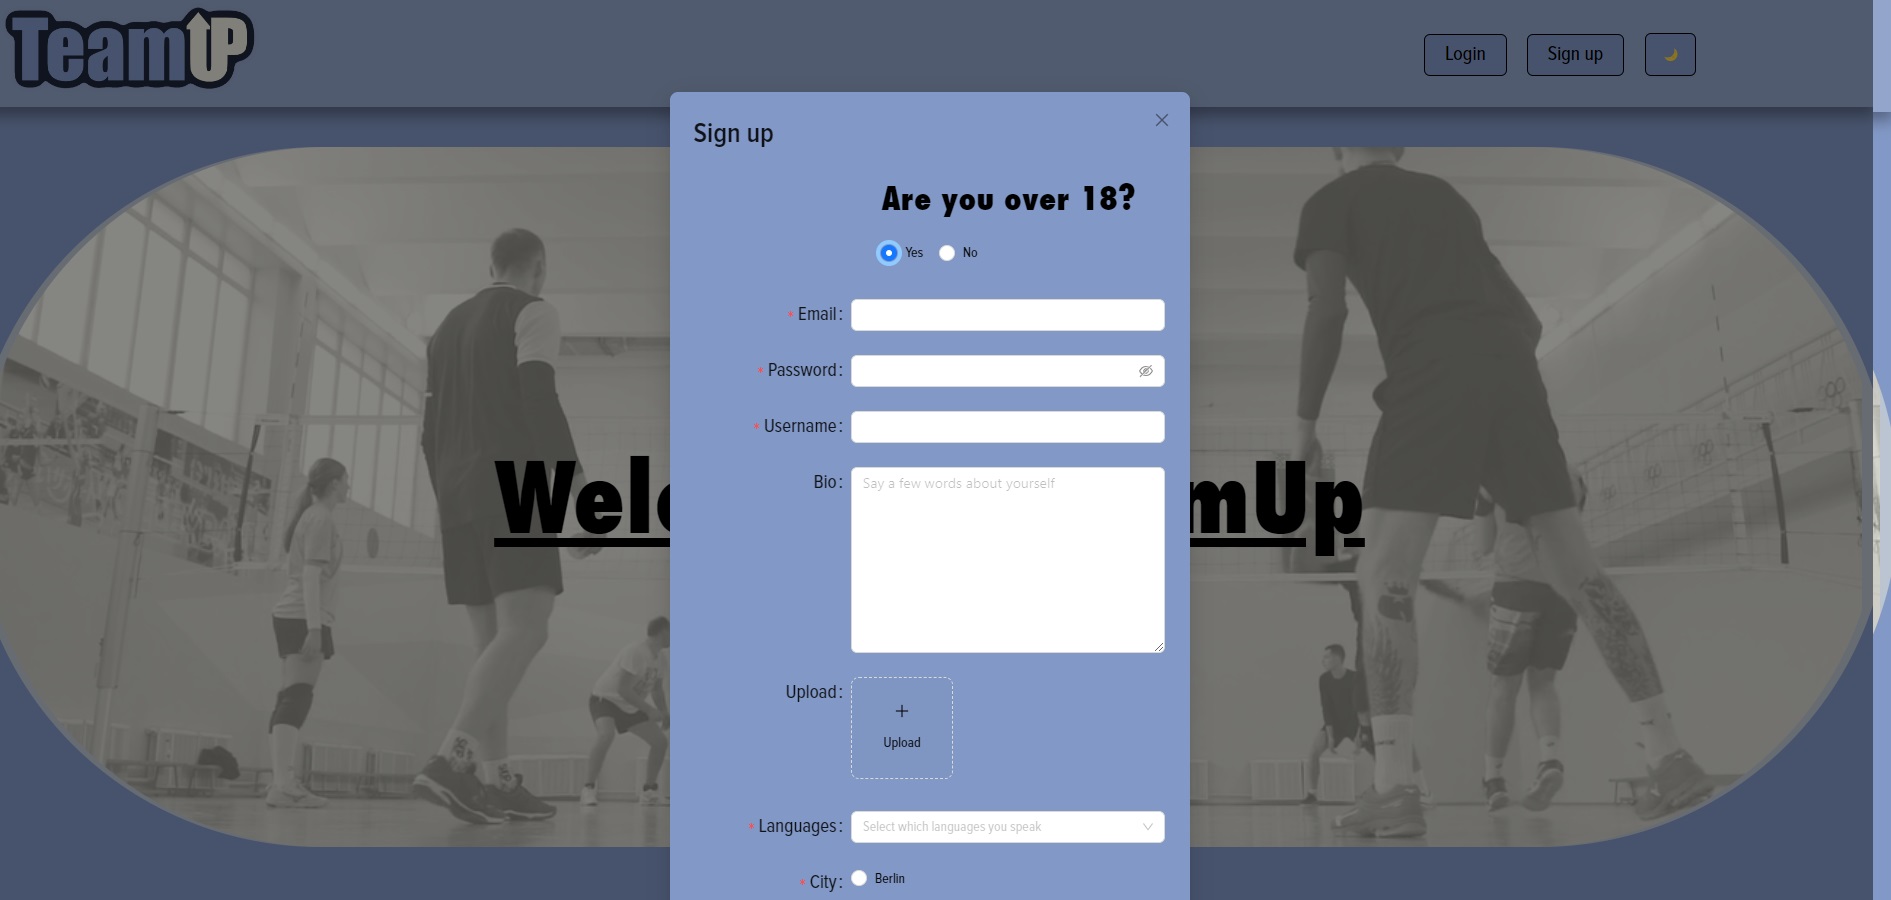 TeamUP
Login
Sign up
Sign up
Are you over 18?
Yes
No
* Email:
* Password:
* Username:
Bio:
Say a few words about yourself
Upload:
Upload
* Languages:
Select which languages you speak
* City:
Berlin
mUp